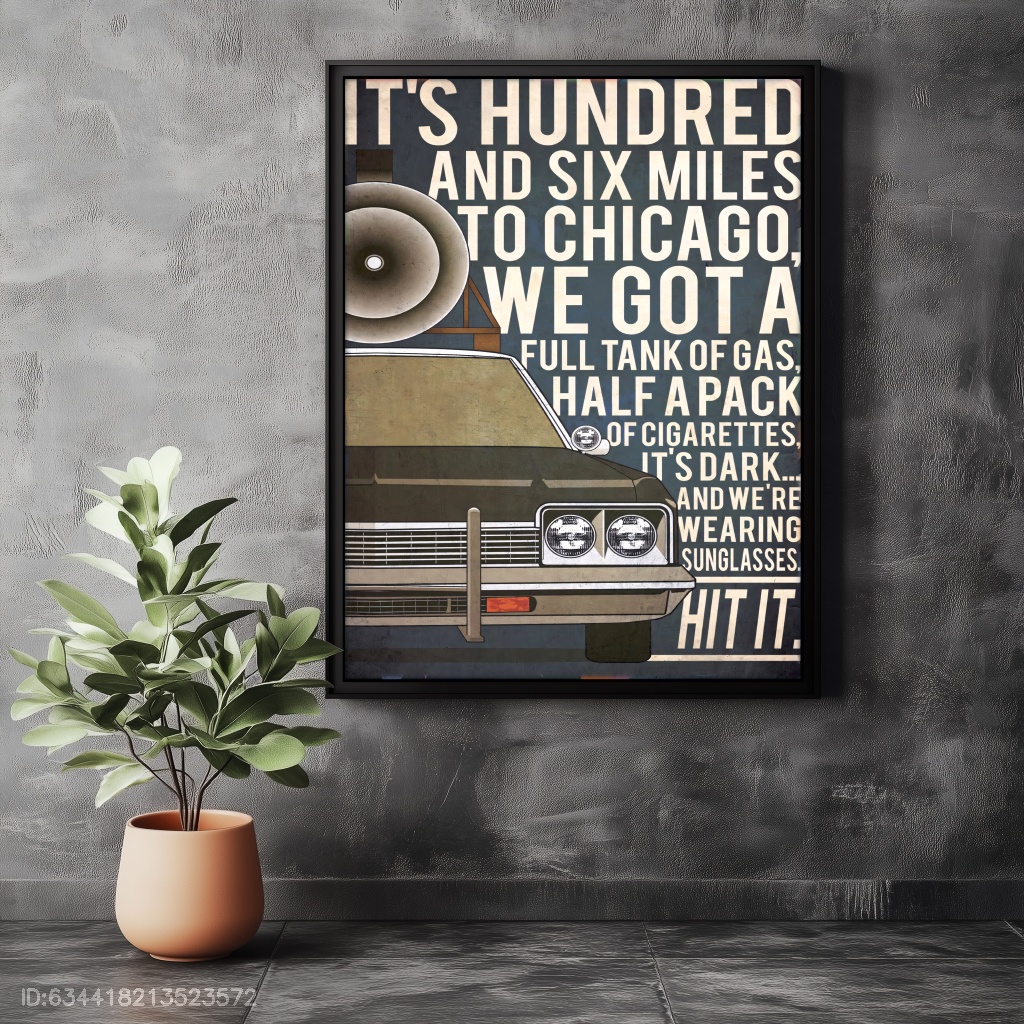 IT'S HUNDRED
AND SIX MILES
TO CHICAGO,
WE GOT A
FULL TANK OF GAS,
HALF A PACK
OF CIGARETTES,
IT'S DARK...
AND WE'RE
WEARING
SUNGLASSES.
HIT IT.
ID:634418213523572